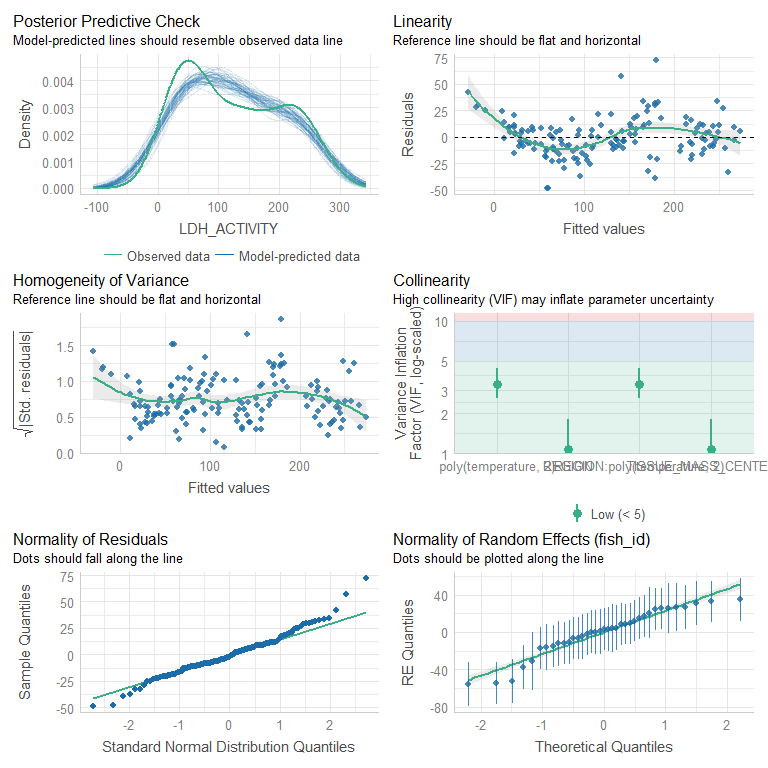 Posterior Predictive Check
Model-predicted lines should resemble observed data line
Density
0.004
0.003
0.002
0.001
0.000
-100 0 100 200 300
LDH_ACTIVITY
Observed data Model-predicted data
Linearity
Reference line should be flat and horizontal
Residuals
75
50
25
0
-25
-50
0 100 200
Fitted values
Homogeneity of Variance
Reference line should be flat and horizontal
√|Std. residuals|
1.5
1.0
0.5
0.0
0 100 200
Fitted values
Collinearity
High collinearity (VIF) may inflate parameter uncertainty
Variance Inflation
Factor (VIF, log-scaled)
10
5
3
2
1
poly(temperature,
Low (< 5)
Normality of Residuals
Dots should fall along the line
Sample Quantiles
75
50
25
0
-25
-50
-2 -1 0 1 2
Standard Normal Distribution Quantiles
Normality of Random Effects (fish_id)
Dots should be plotted along the line
RE Quantiles
40
0
-40
-80
-2 -1 0 1 2
Theoretical Quantiles